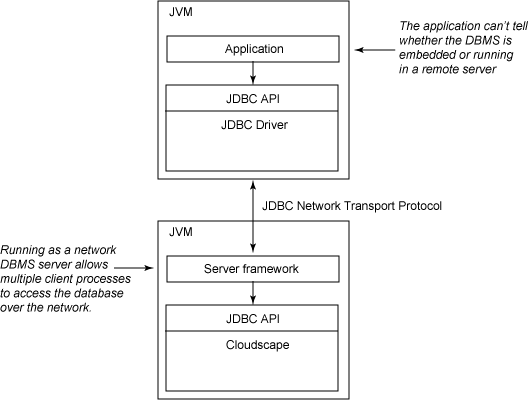 JVM
Application
JDBC API
JDBC Driver
The application can't tell
whether the DBMS is
embedded or running
in a remote server
JDBC Network Transport Protocol
JVM
Server framework
JDBC API
Cloudscape
Running as a network
DBMS server allows
multiple client processes
to access the database
over the network.